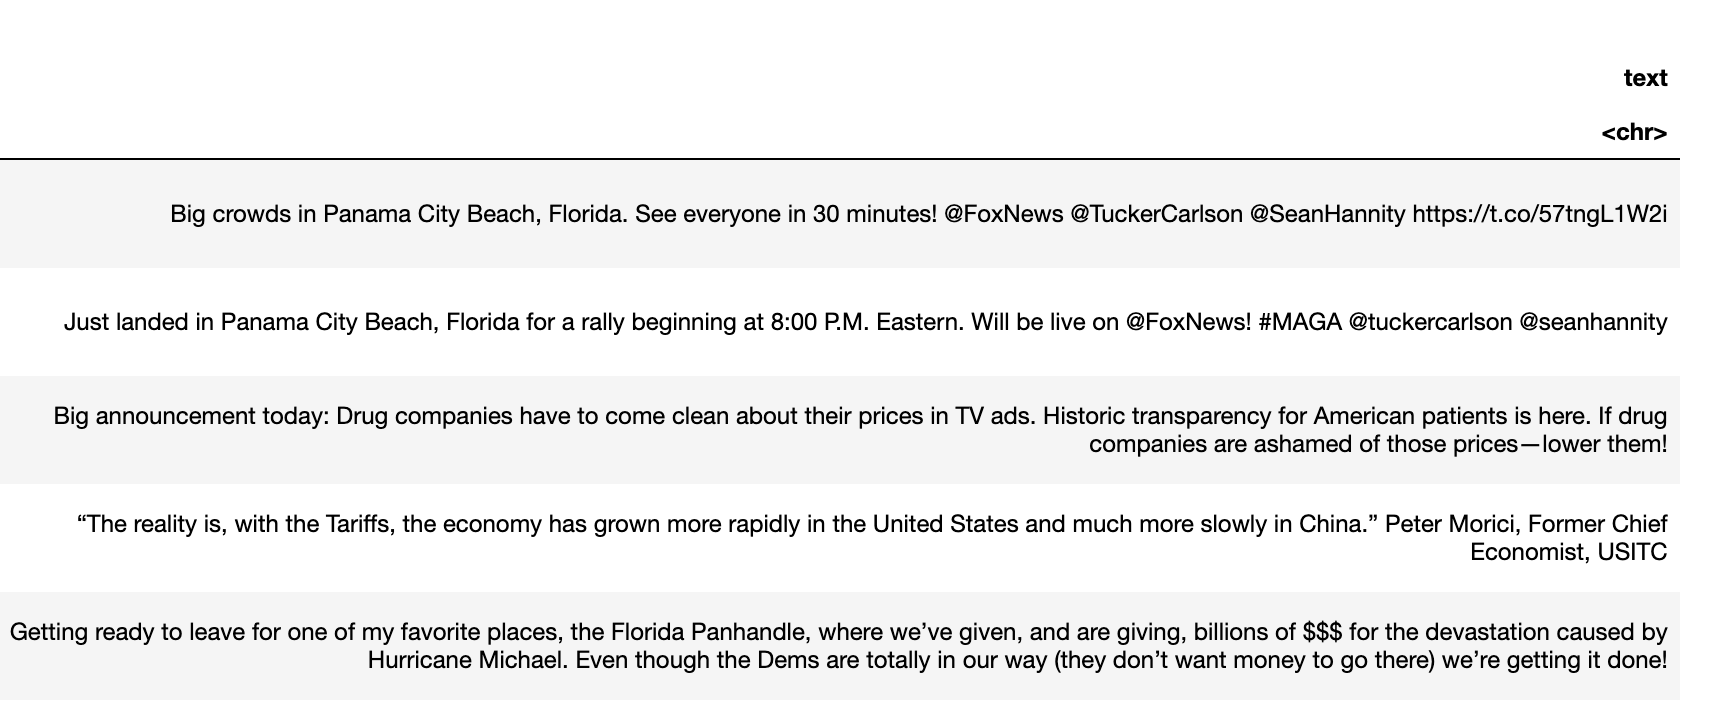 text
<chr>
Big crowds in Panama City Beach, Florida. See everyone in 30 minutes! @FoxNews @TuckerCarlson @SeanHannity https://t.co/57tngL1W2i
Just landed in Panama City Beach, Florida for a rally beginning at 8:00 P.M. Eastern. Will be live on @FoxNews! #MAGA @tuckercarlson @seanhannity
Big announcement today: Drug companies have to come clean about their prices in TV ads. Historic transparency for American patients is here. If drug
companies are ashamed of those prices—lower them!
“The reality is, with the Tariffs, the economy has grown more rapidly in the United States and much more slowly in China.” Peter Morici, Former Chief
Economist, USITC
Getting ready to leave for one of my favorite places, the Florida Panhandle, where we’ve given, and are giving, billions of $$$ for the devastation caused by
Hurricane Michael. Even though the Dems are totally in our way (they don’t want money to go there) we’re getting it done!